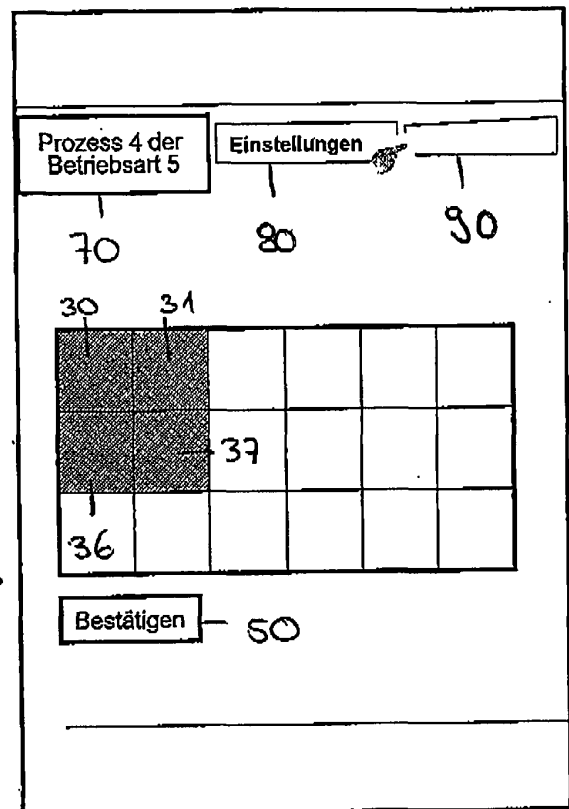 Prozess 4 der
Betriebsart 5
Einstellungen
70
80
90
30
31
37
36
Bestätigen
50